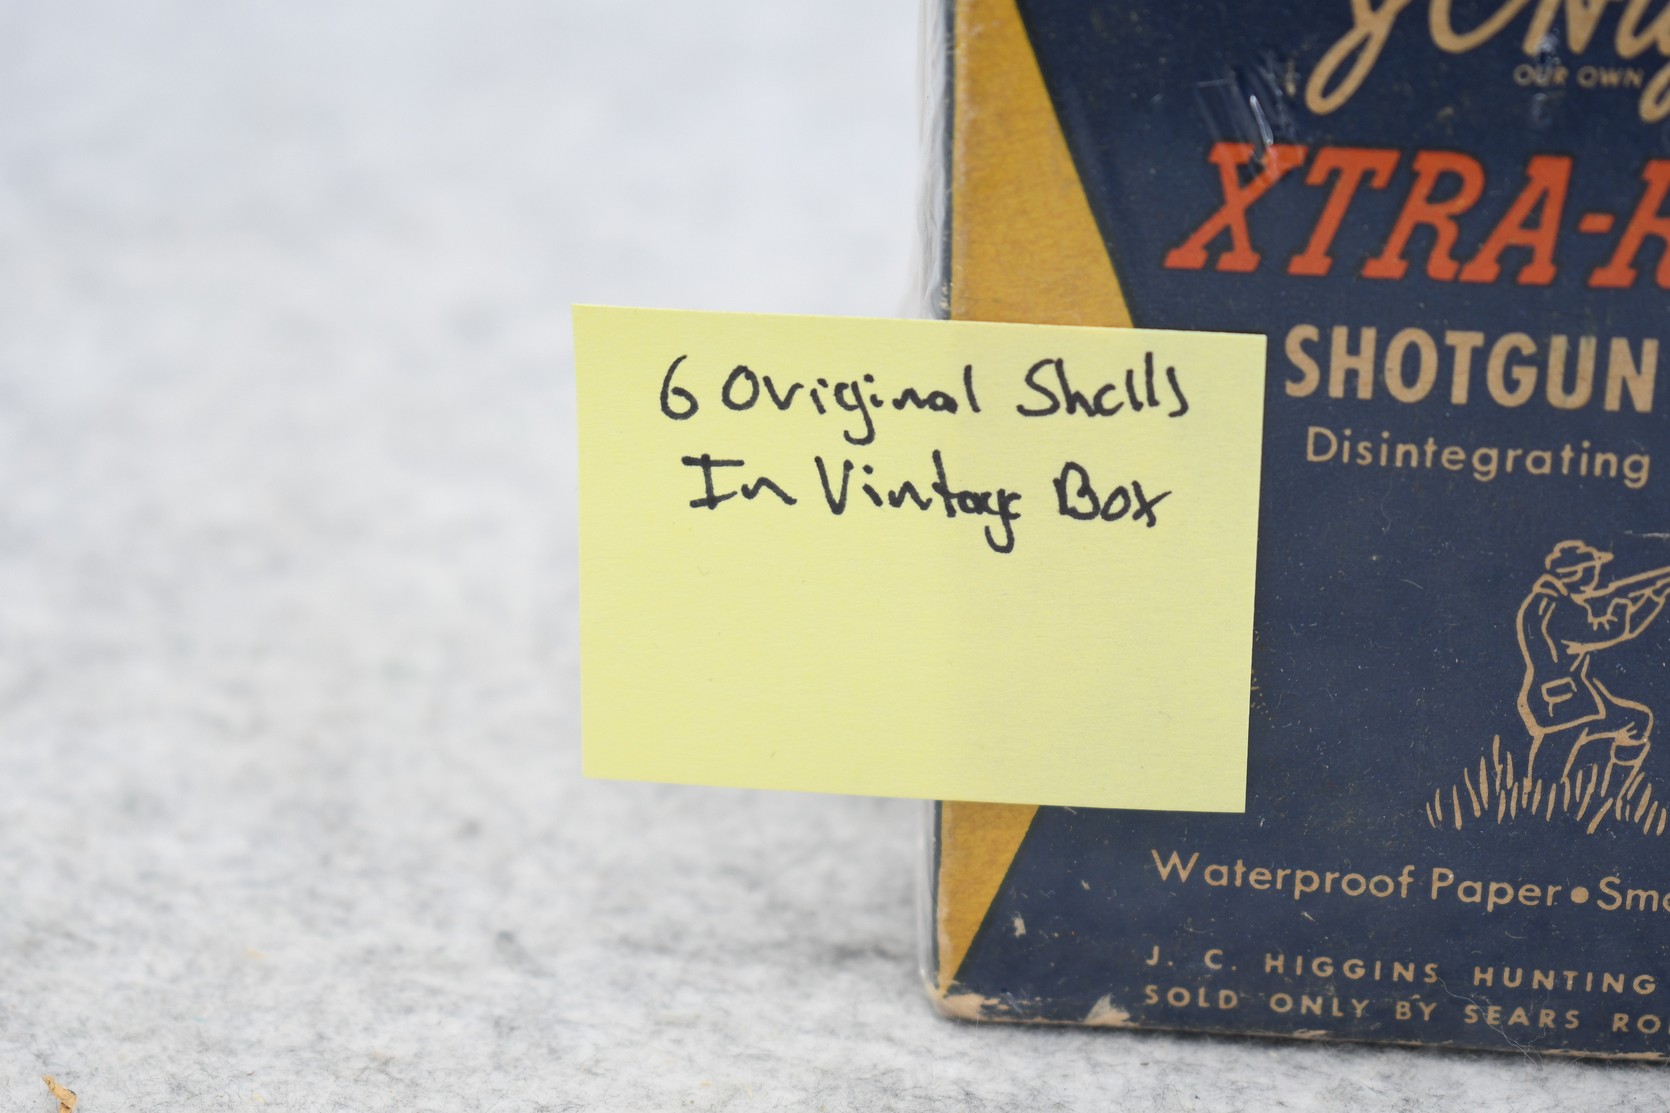 OUR OWN
XTRA-R
SHOTGUN
Disintegrating
6 Original Shells
In Vintage Box
Waterproof Paper • Smo
J. C. HIGGINS HUNTING
SOLD ONLY BY SEARS RO